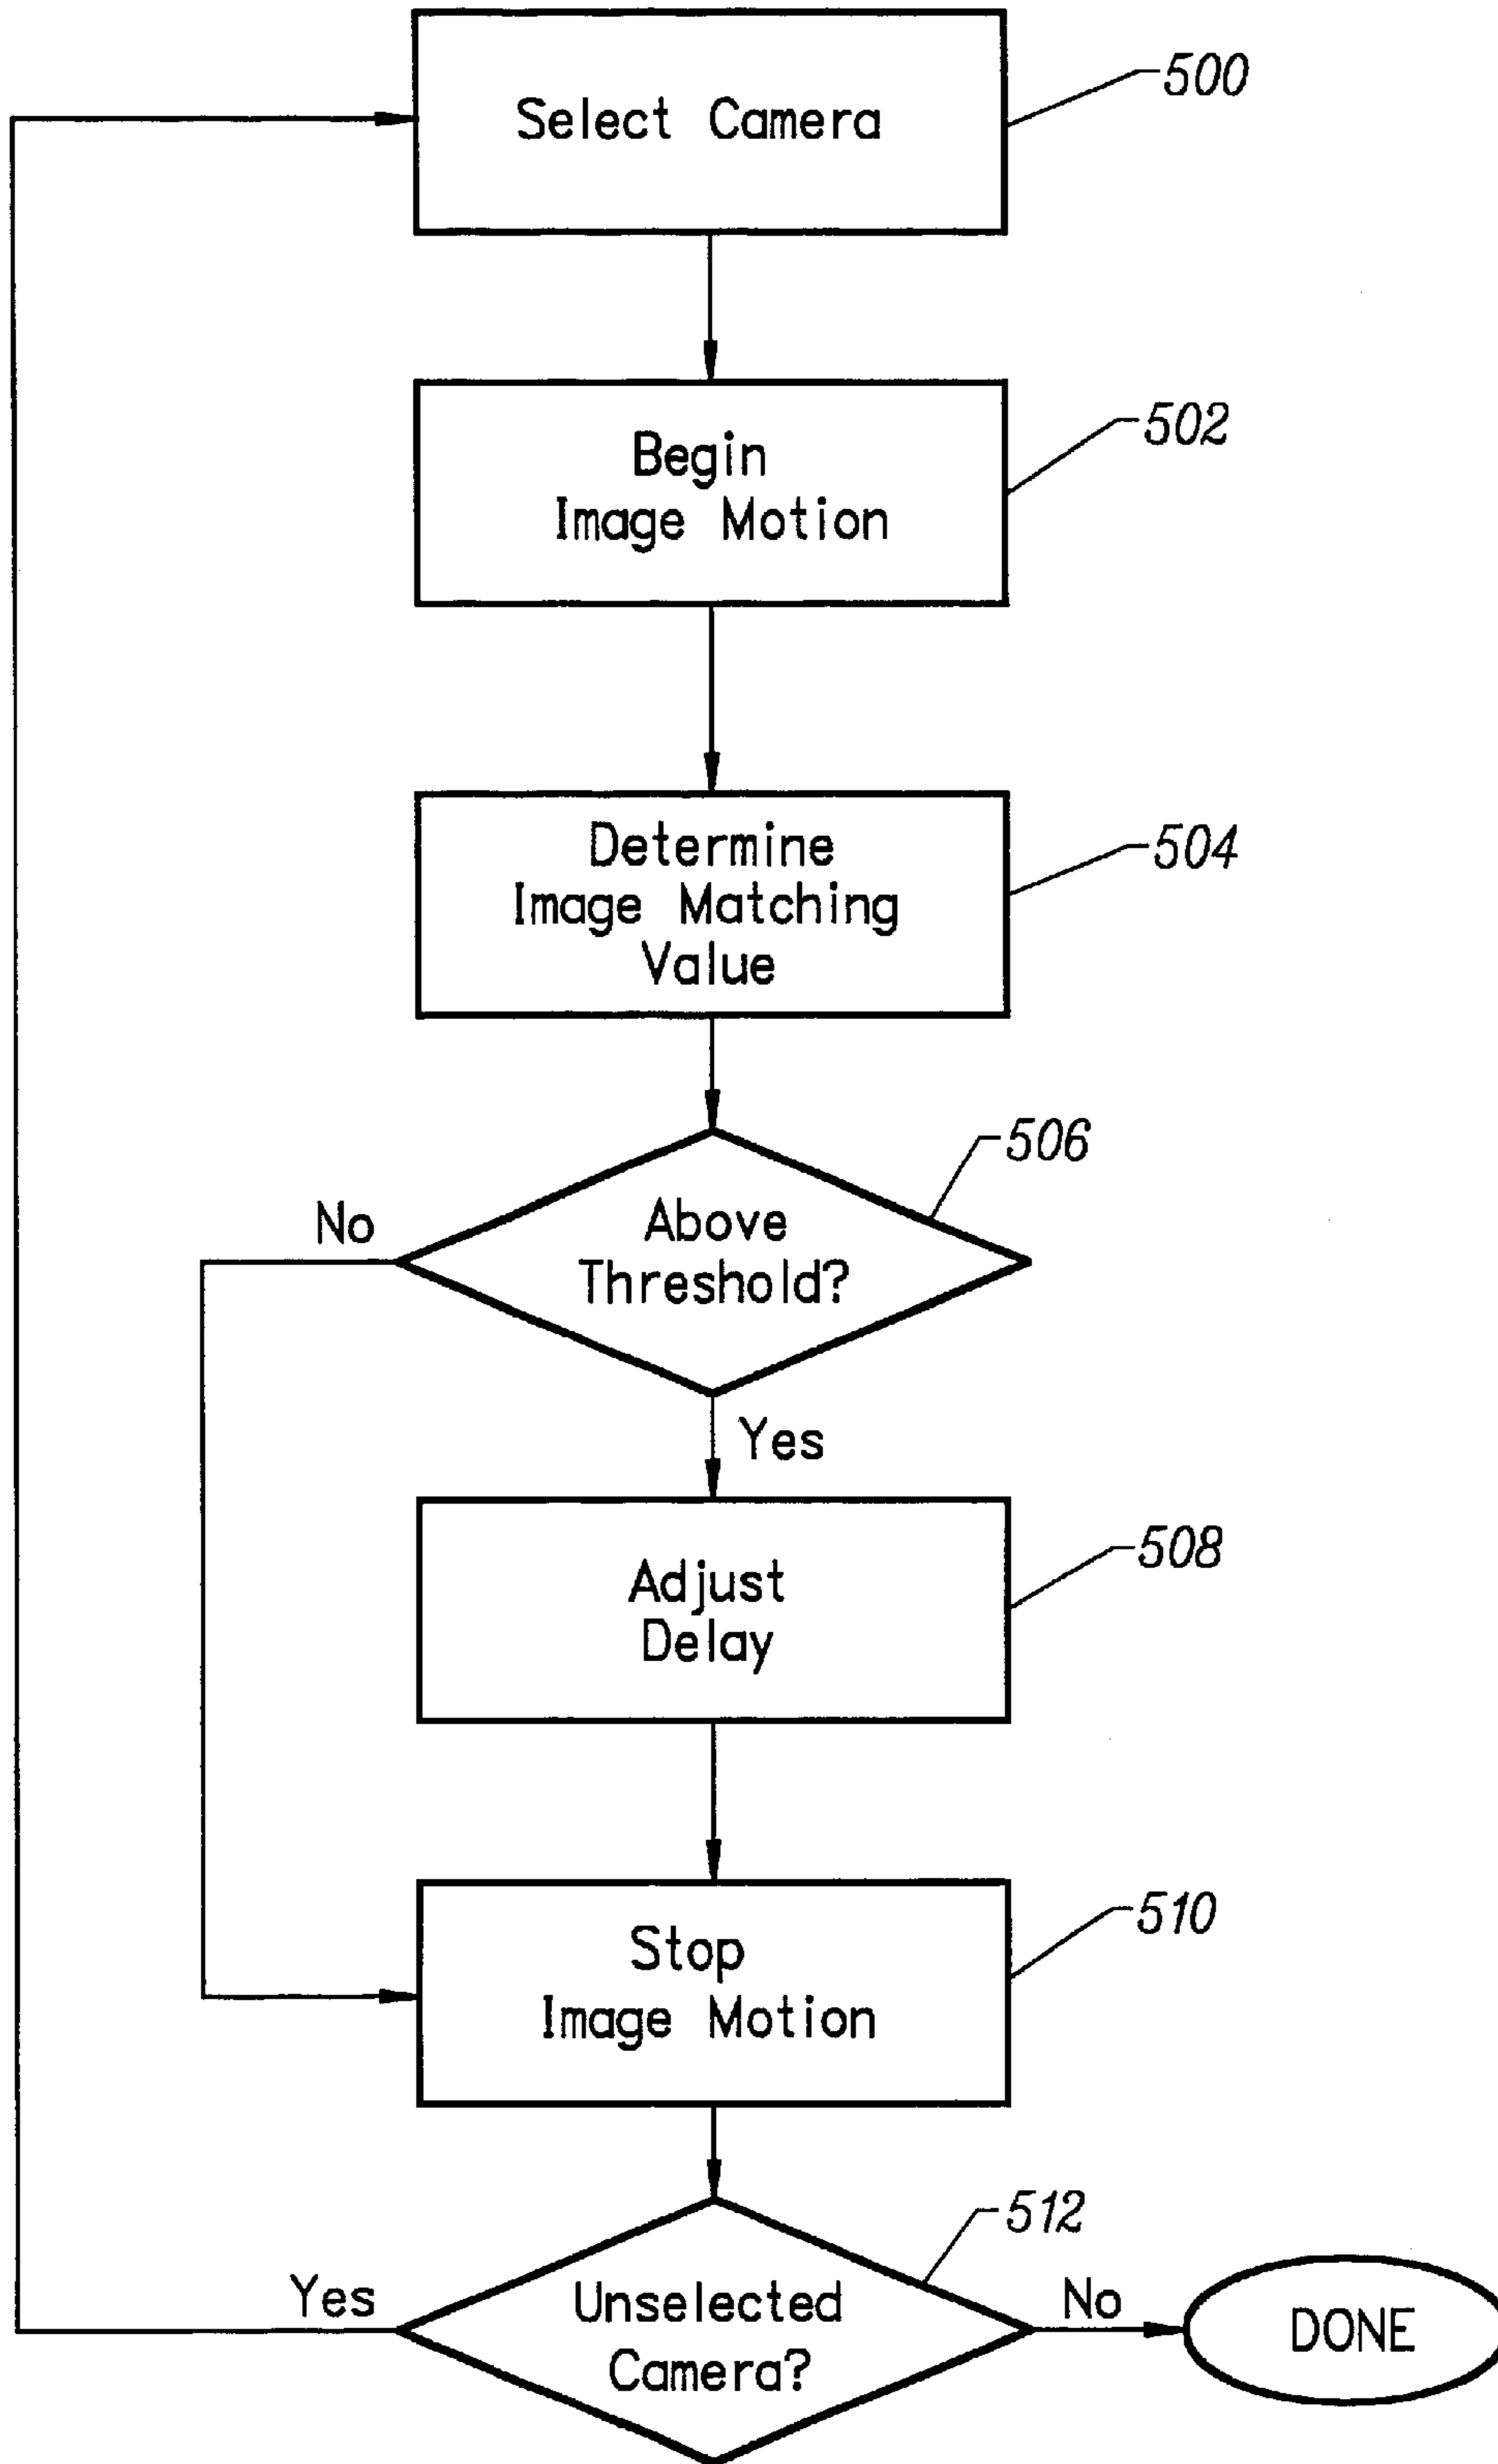 Select Camera
500
Begin
Image Motion
502
Determine
Image Matching
Value
504
Above
Threshold?
506
No
Yes
Adjust
Delay
508
Stop
Image Motion
510
Unselected
Camera?
512
Yes
No
DONE